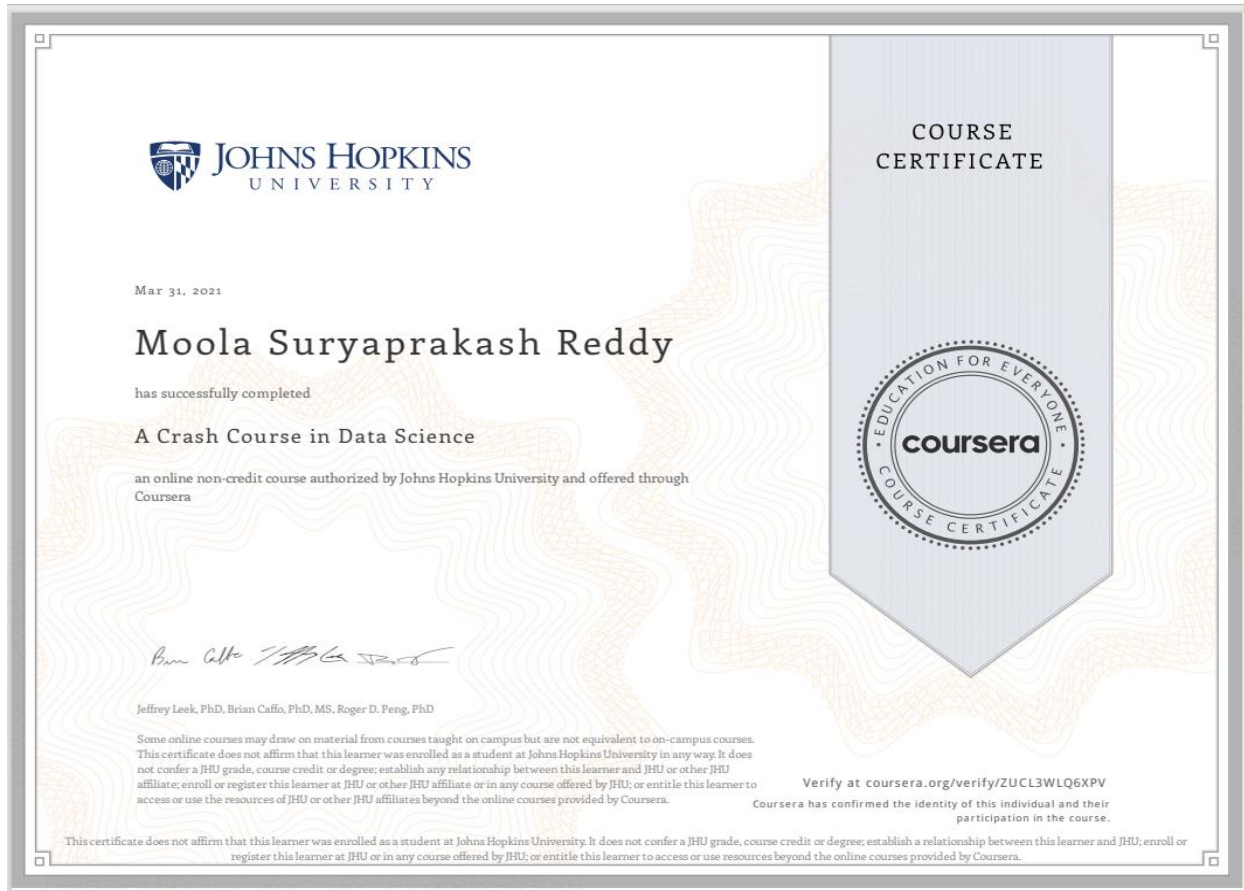 JOHNS HOPKINS
UNIVERSITY
COURSE
CERTIFICATE
Mar 31, 2021
Moola Suryaprakash Reddy
has successfully completed
A Crash Course in Data Science
an online non-credit course authorized by Johns Hopkins University and offered through
Coursera
EDUCATION FOR EVERYONE
coursera
COURSE CERTIFICATE
Jeffrey Leek, PhD, Brian Caffo, PhD, MS, Roger D. Peng, PhD
Some online courses may draw on material from courses taught on campus but are not equivalent to on-campus courses.
This certificate does not affirm that this learner was enrolled as a student at Johns Hopkins University in any way. It does
not confer a JHU grade, course credit or degree; establish any relationship between this learner and JHU or other JHU
affiliate; enroll or register this learner at JHU or other JHU affiliate or in any course offered by JHU; or entitle this learner to
access or use the resources of JHU or other JHU affiliates beyond the online courses provided by Coursera.
Verify at coursera.org/verify/ZUCL3WLQ6XPV
Coursera has confirmed the identity of this individual and their
participation in the course.
This certificate does not affirm that this learner was enrolled as a student at Johns Hopkins University. It does not confer a JHU grade, course credit or degree; establish a relationship between this learner and JHU; enroll or
register this learner at JHU or in any course offered by JHU; or entitle this learner to access or use resources beyond the online courses provided by Coursera.